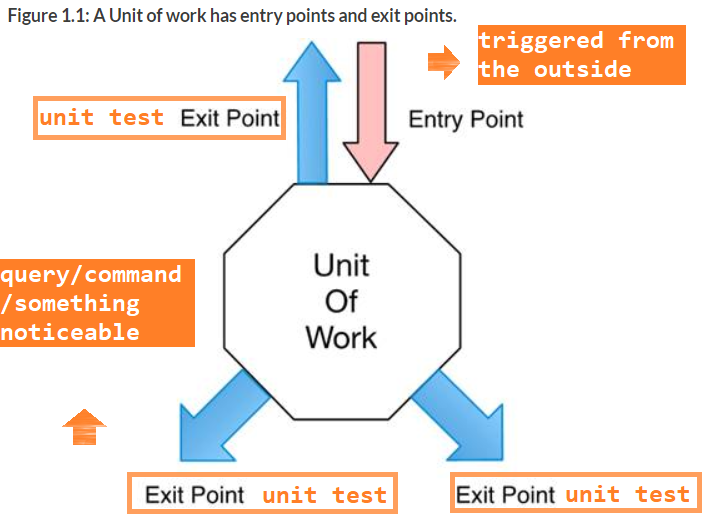 Figure 1.1: A Unit of work has entry points and exit points.
triggered from
the outside
unit test Exit Point
Entry Point
query/command
/something
noticeable
Unit
Of
Work
Exit Point unit test
Exit Point unit test